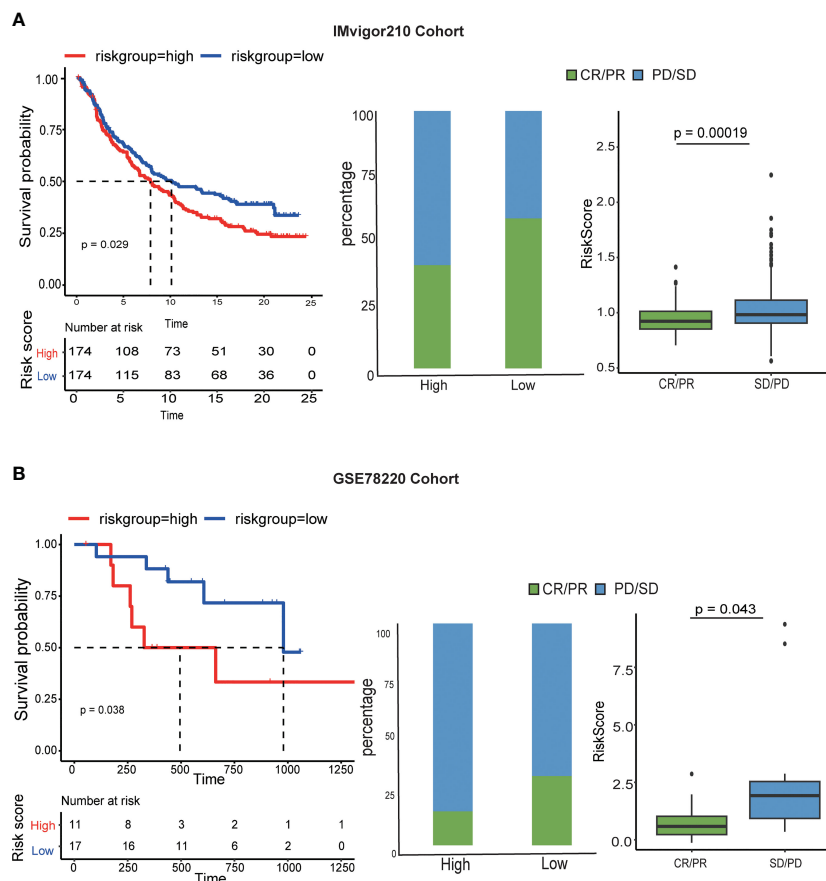 A
IMvigor210 Cohort
riskgroup=high riskgroup=low
Survival probability
1.00
0.75
0.50
0.25
0.00
p = 0.029
0 5 10 15 20 25
Time
Risk score
Number at risk
High 174 108 73 51 30 0
Low 174 115 83 68 36 0
0 5 10 15 20 25
Time
CR/PR PD/SD
percentage
100
75
50
25
0
High Low
RiskScore
2.5
2.0
1.5
1.0
0.5
p = 0.00019
CR/PR SD/PD
B
GSE78220 Cohort
riskgroup=high riskgroup=low
Survival probability
1.00
0.75
0.50
0.25
0.00
p = 0.038
0 250 500 750 1000 1250
Time
Risk score
Number at risk
High 11 8 3 2 1 1
Low 17 16 11 6 2 0
0 250 500 750 1000 1250
Time
CR/PR PD/SD
percentage
100
75
50
25
0
High Low
RiskScore
7.5
5.0
2.5
0.0
p = 0.043
CR/PR SD/PD